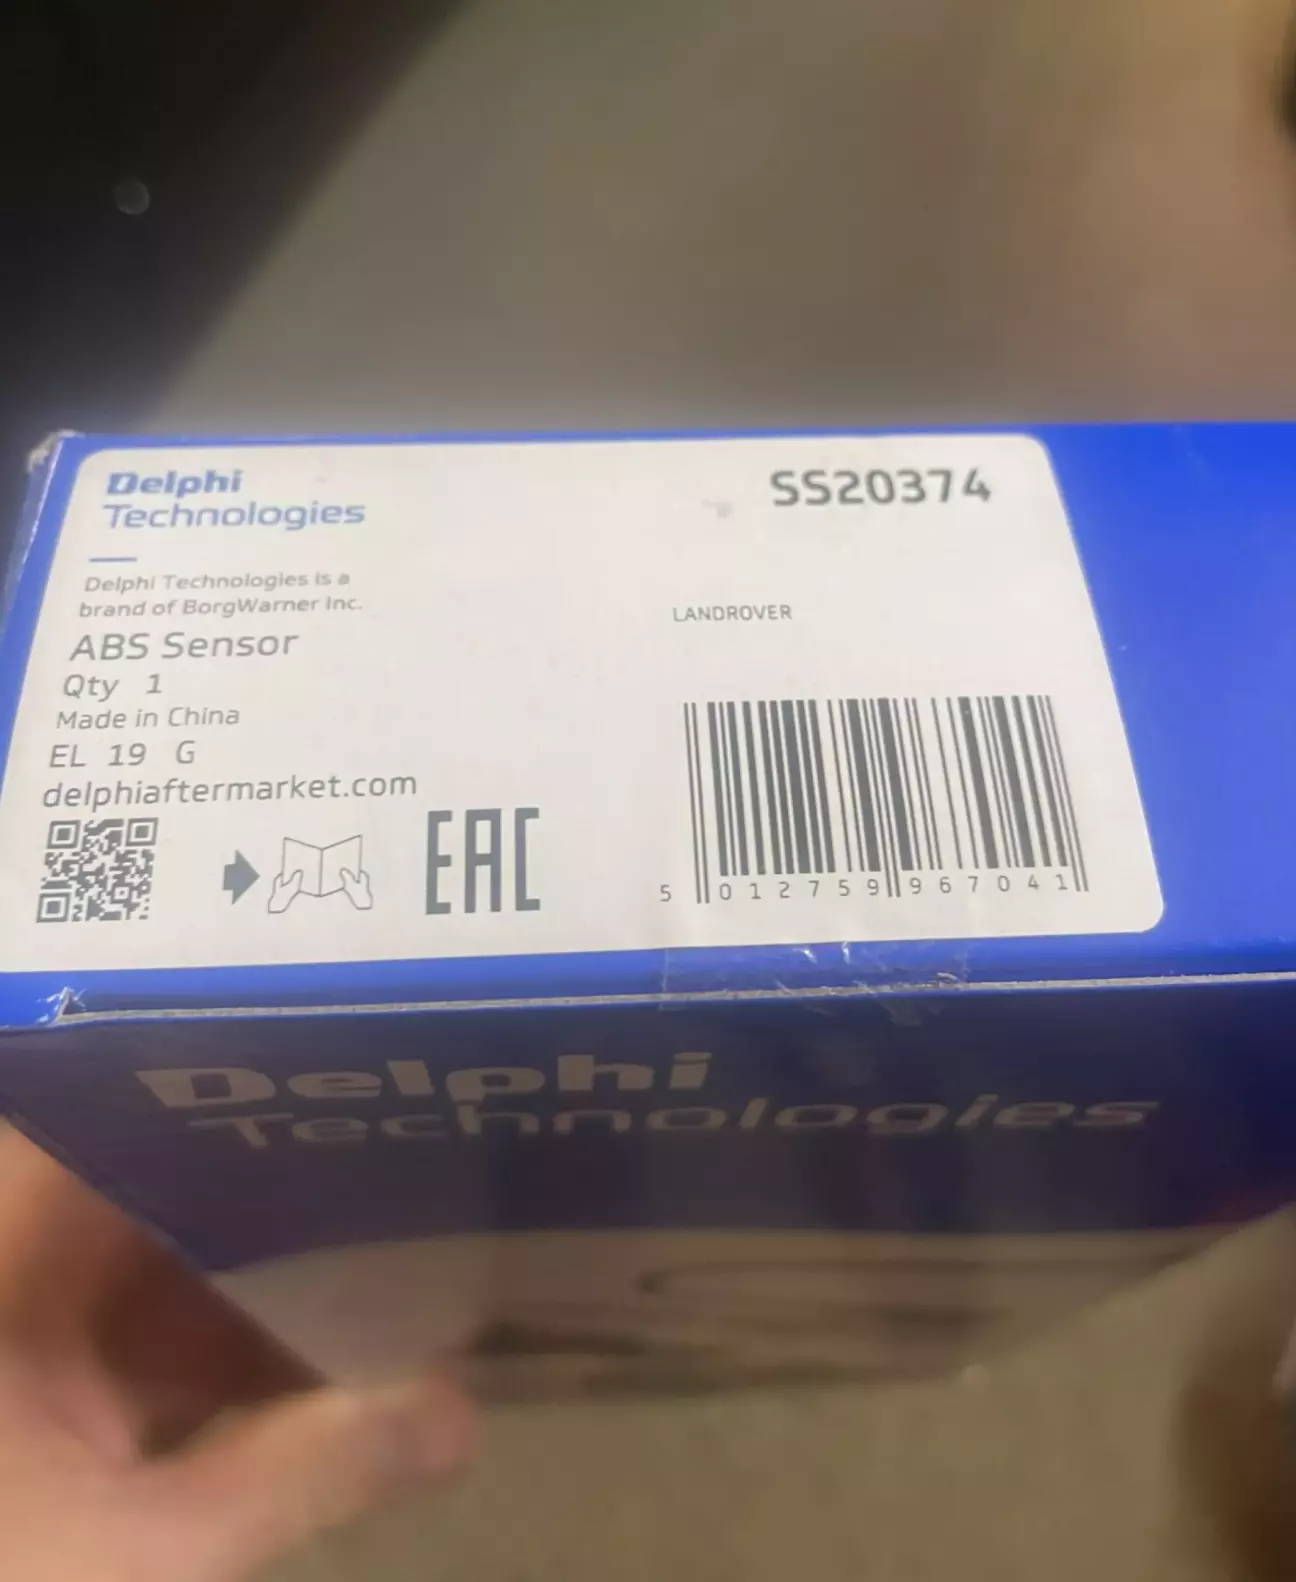 Delphi
Technologies
SS20374
Delphi Technologies is a
brand of BorgWarner Inc.
LANDROVER
ABS Sensor
Qty 1
Made in China
EL 19 G
delphiaftermarket.com
EAC
5 012759 967041
Delphi
Technologies